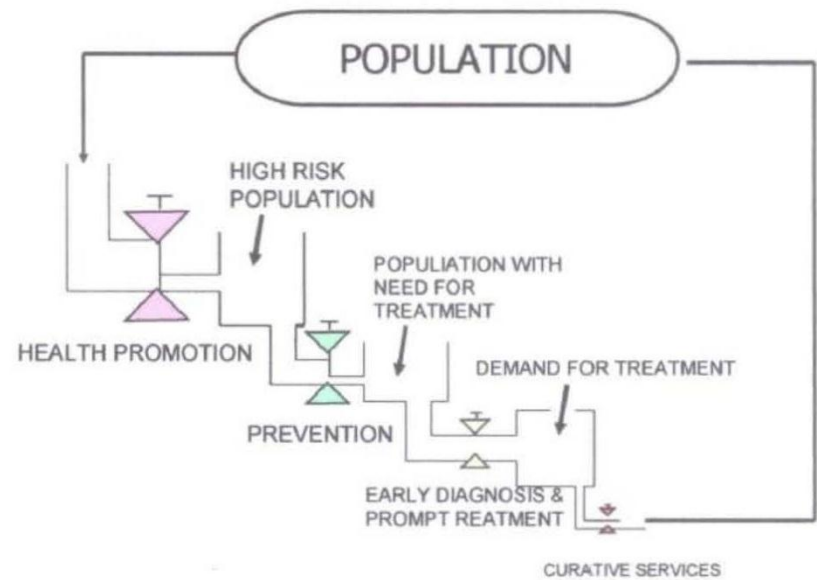 POPULATION
HIGH RISK
POPULATION
POPULIATION WITH
NEED FOR
TREATMENT
HEALTH PROMOTION
DEMAND FOR TREATMENT
PREVENTION
EARLY DIAGNOSIS &
PROMPT REATMENT
CURATIVE SERVICES